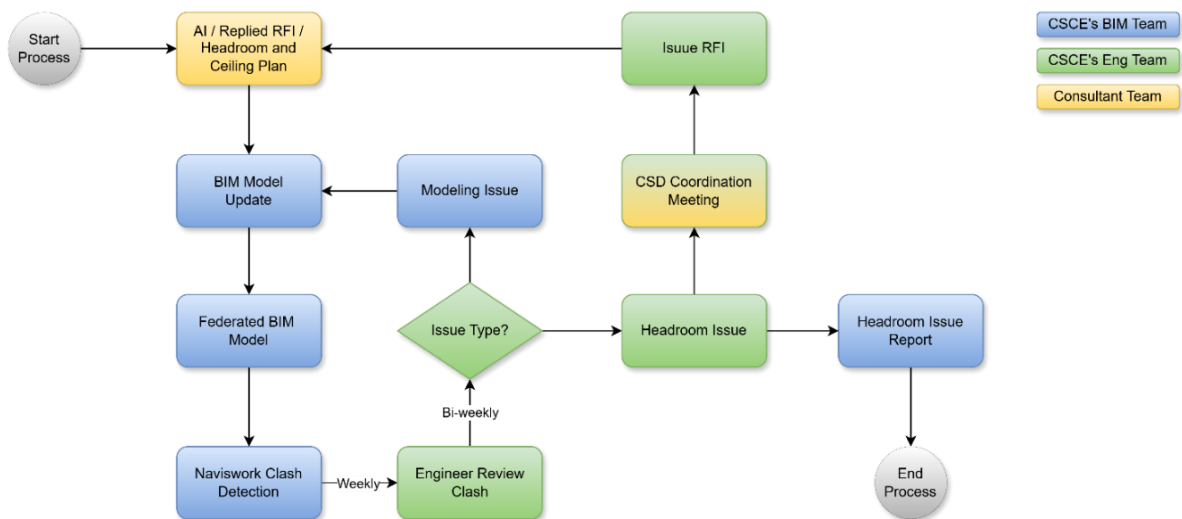 Start
Process
AI / Replied RFI /
Headroom and
Ceiling Plan
Isuue RFI
CSCE's BIM Team
CSCE's Eng Team
Consultant Team
BIM Model
Update
Modeling Issue
CSD Coordination
Meeting
Federated BIM
Model
Issue Type?
Headroom Issue
Headroom Issue
Report
Bi-weekly
Naviswork Clash
Detection
Weekly
Engineer Review
Clash
End
Process